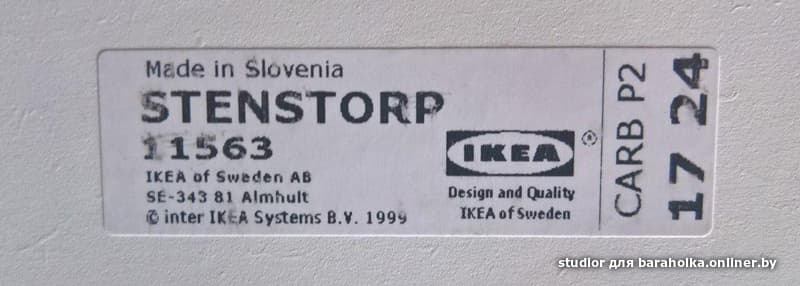 Made in Slovenia
STENSTORP
11563
IKEA of Sweden AB
SE-343 81 Almhult
© inter IKEA Systems B.V. 1999
IKEA ®
Design and Quality
IKEA of Sweden
CARB P2
17 24
studior для baraholka.onliner.by